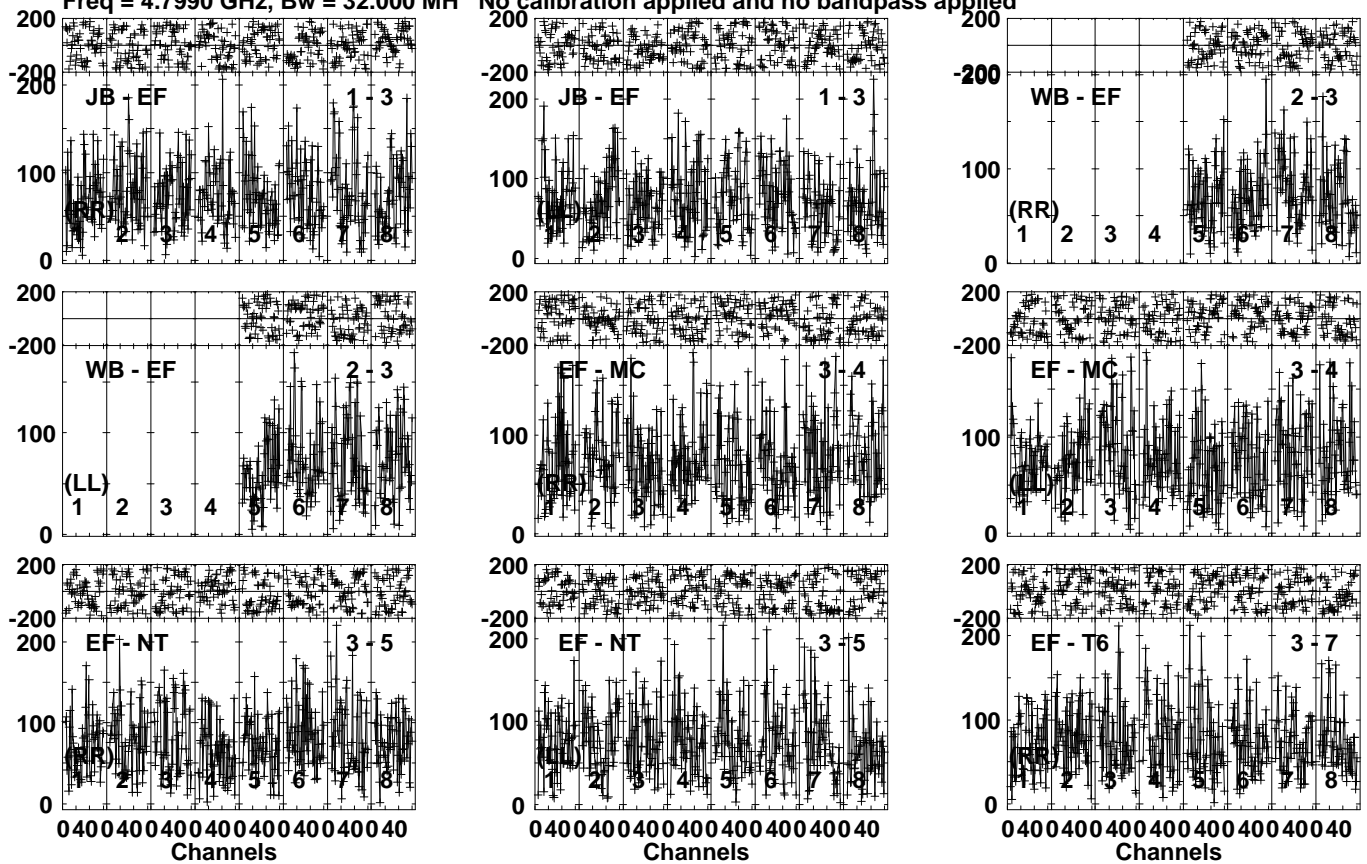 Freq = 4.7990 GHz, Bw = 32.000 MH No calibration applied and no bandpass applied
200 200 200
-200 -200 -200
200 200 200
JB - EF 1 - 3 JB - EF 1 - 3 WB - EF 2 - 3
100 100 100
(RR) (LL) (RR)
1 2 3 4 5 6 7 8 1 2 3 4 5 6 7 8 1 2 3 4 5 6 7 8
0 0 0
200 200 200
-200 -200 -200
WB - EF 2 - 3 EF - MC 3 - 4 EF - MC 3 - 4
100 100 100
(LL) (RR) (LL)
1 2 3 4 5 6 7 8 1 2 3 4 5 6 7 8 1 2 3 4 5 6 7 8
0 0 0
200 200 200
-200 -200 -200
200 200 200
EF - NT 3 - 5 EF - NT 3 - 5 EF - T6 3 - 7
100 100 100
(RR) (LL) (RR)
1 2 3 4 5 6 7 8 1 2 3 4 5 6 7 8 1 2 3 4 5 6 7 8
0 0 0
0 40 0 40 0 40 0 40 0 40 0 40 0 40 0 40 0 40 0 40 0 40 0 40 0 40 0 40 0 40 0 40 0 40 0 40 0 40 0 40 0 40 0 40 0 40 0 40
Channels Channels Channels